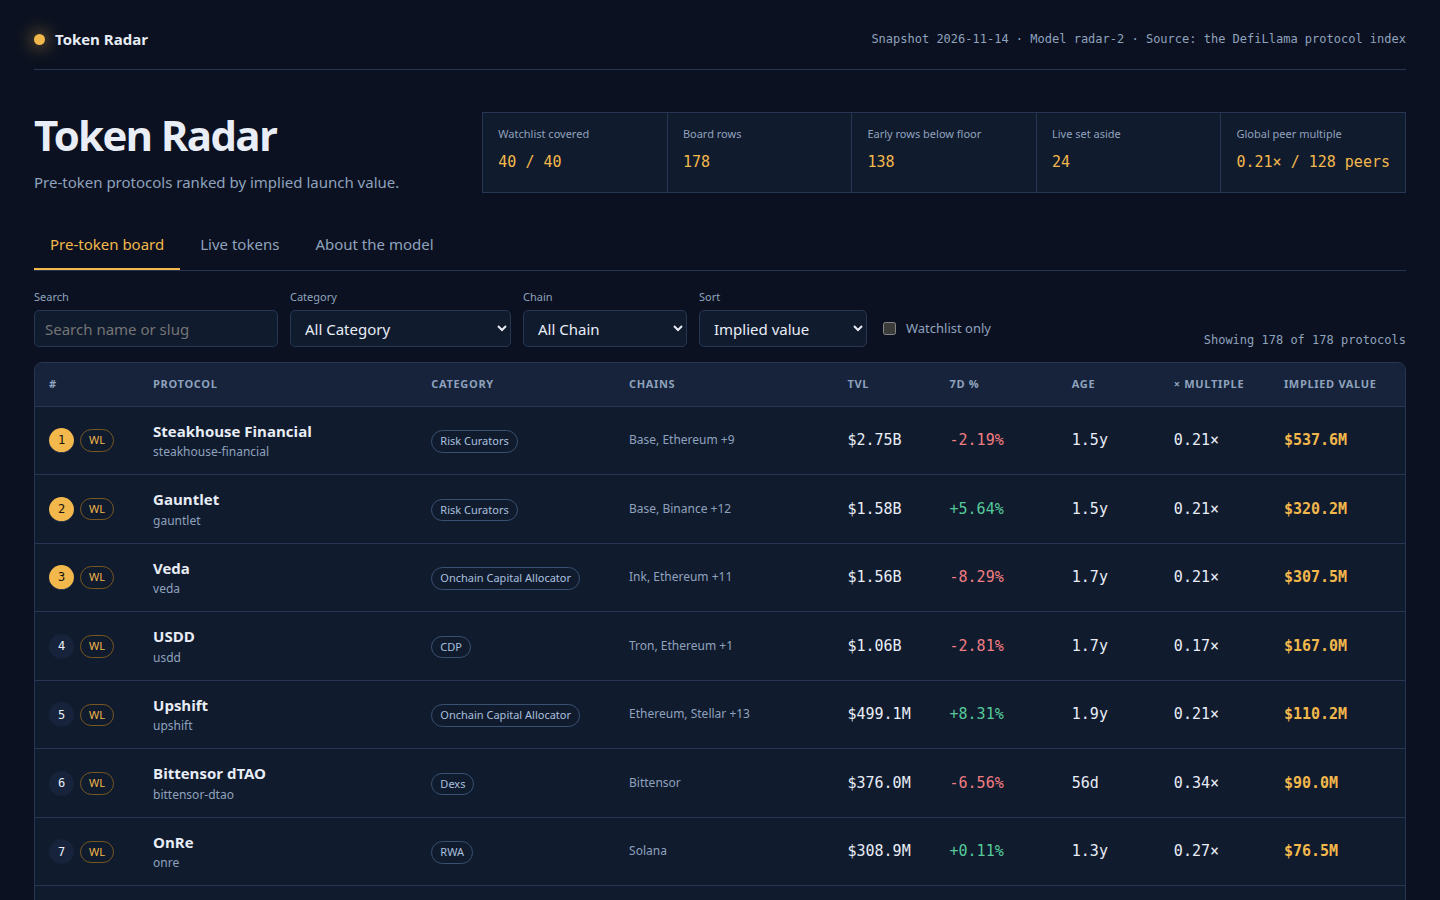 Token Radar
Snapshot 2026-11-14 · Model radar-2 · Source: the DefiLlama protocol index
Token Radar
Pre-token protocols ranked by implied launch value.
Watchlist covered
40 / 40
Board rows
178
Early rows below floor
138
Live set aside
24
Global peer multiple
0.21× / 128 peers
Pre-token board Live tokens About the model
Search Category Chain Sort
Search name or slug All Category All Chain Implied value Watchlist only
Showing 178 of 178 protocols
# PROTOCOL CATEGORY CHAINS TVL 7D % AGE × MULTIPLE IMPLIED VALUE
1 WL Steakhouse Financial Risk Curators Base, Ethereum +9 $2.75B -2.19% 1.5y 0.21× $537.6M
steakhouse-financial
2 WL Gauntlet Risk Curators Base, Binance +12 $1.58B +5.64% 1.5y 0.21× $320.2M
gauntlet
3 WL Veda Onchain Capital Allocator Ink, Ethereum +11 $1.56B -8.29% 1.7y 0.21× $307.5M
veda
4 WL USDD CDP Tron, Ethereum +1 $1.06B -2.81% 1.7y 0.17× $167.0M
usdd
5 WL Upshift Onchain Capital Allocator Ethereum, Stellar +13 $499.1M +8.31% 1.9y 0.21× $110.2M
upshift
6 WL Bittensor dTAO Dexs Bittensor $376.0M -6.56% 56d 0.34× $90.0M
bittensor-dtao
7 WL OnRe RWA Solana $308.9M +0.11% 1.3y 0.27× $76.5M
onre